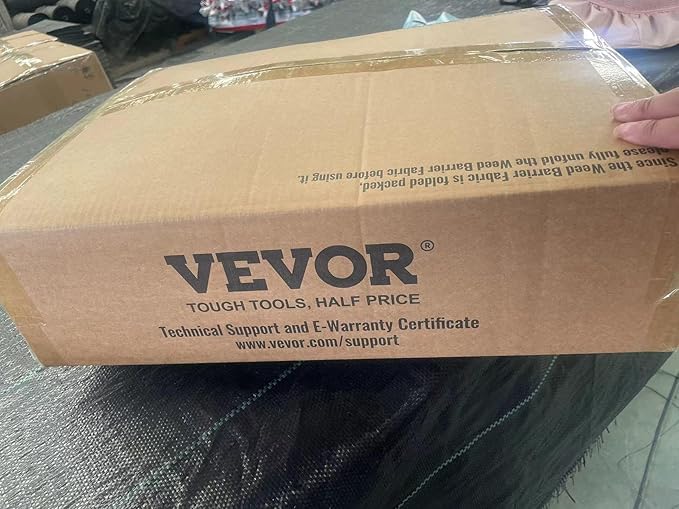 Since the Weed Barrier Fabric is folded packed,
please fully unfold the Weed Barrier Fabric before using it.
VEVOR®
TOUGH TOOLS, HALF PRICE
Technical Support and E-Warranty Certificate
www.vevor.com/support